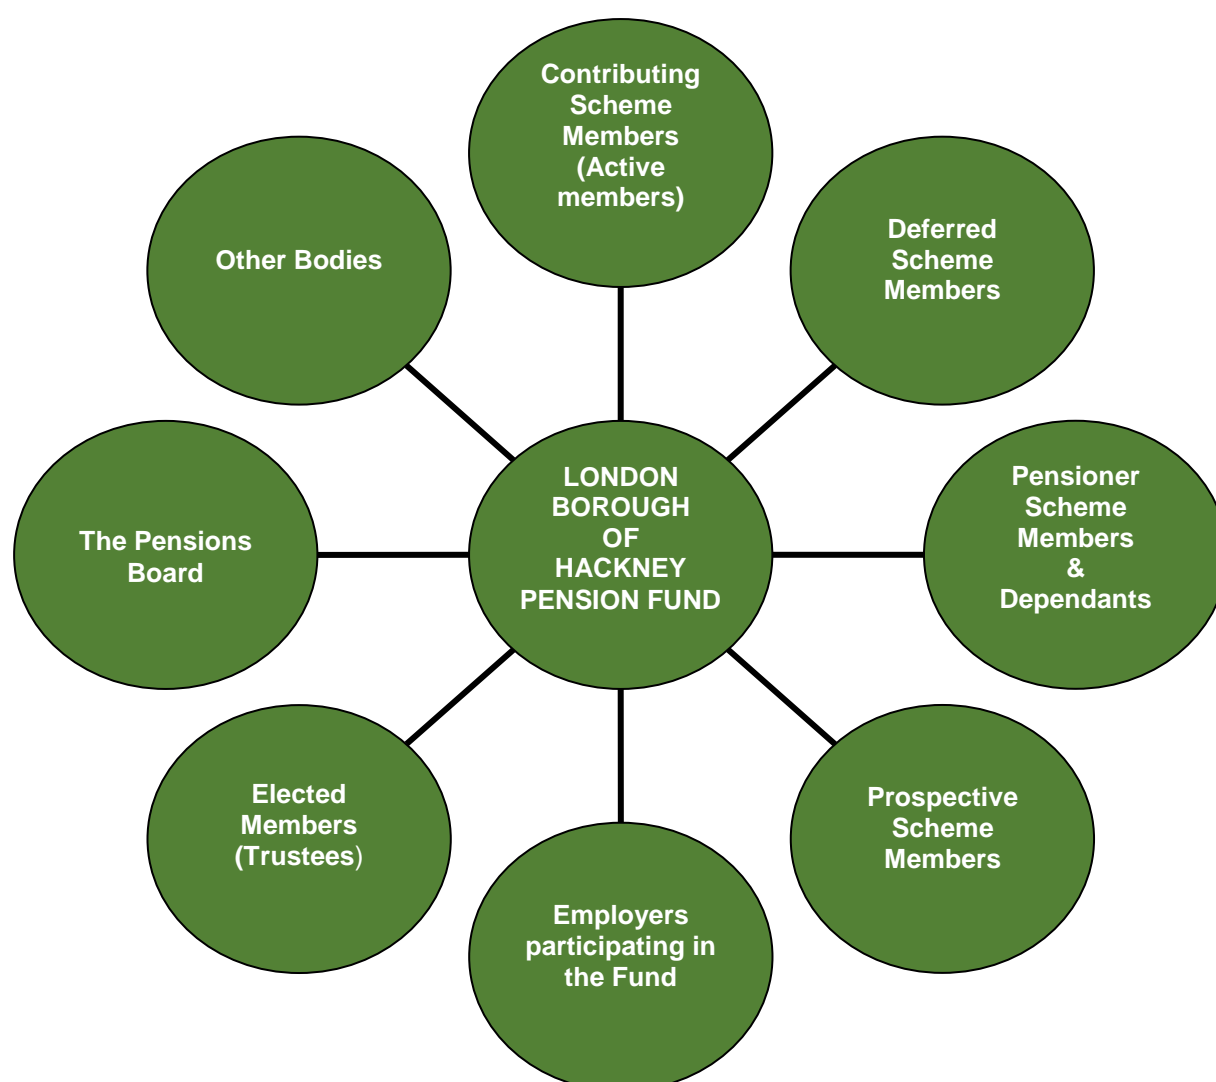 Contributing
Scheme
Members
(Active
members)
Deferred
Scheme
Members
Other Bodies
Pensioner
Scheme
Members
&
Dependants
LONDON
BOROUGH
OF
HACKNEY
PENSION FUND
The Pensions
Board
Prospective
Scheme
Members
Elected
Members
(Trustees)
Employers
participating in
the Fund